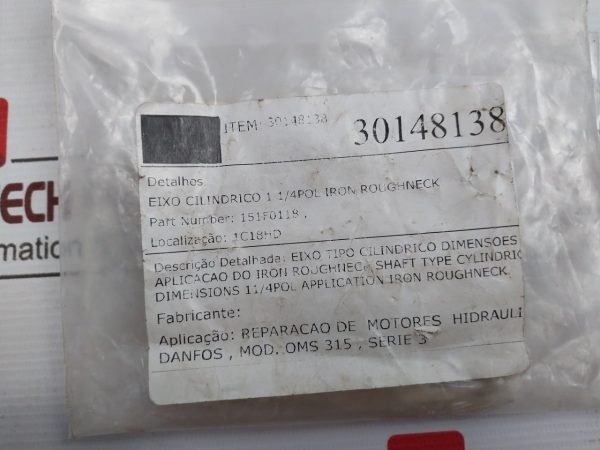 ITEM: 30148138
30148138
Detalhes
EIXO CILINDRICO 1 1/4POL IRON ROUGHNECK
Part Number: 151F0118 ,
Localização: 1C18HD
Descrição Detalhada: EIXO TIPO CILINDRICO DIMENSOES
APLICACAO DO IRON ROUGHNECK SHAFT TYPE CYLINDRIC
DIMENSIONS 11/4POL APPLICATION IRON ROUGHNECK
Fabricante:
Aplicação: REPARACAO DE MOTORES HIDRAULI
DANFOS , MOD. OMS 315 , SERIE 3
ECH
mation